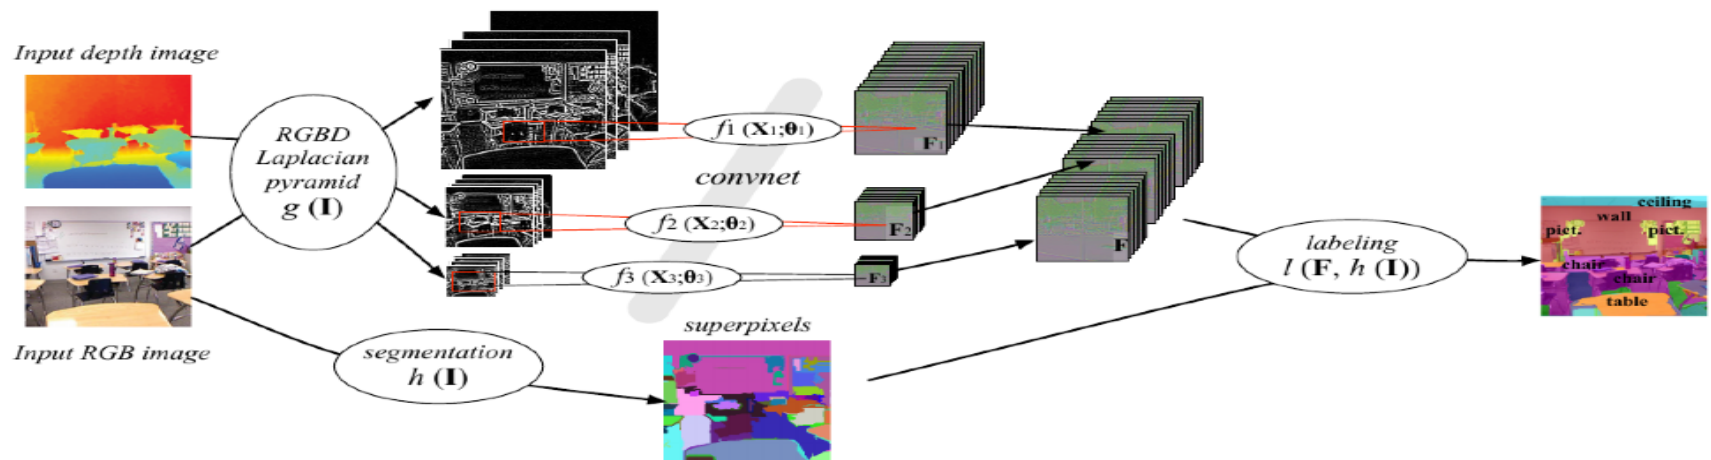 Input depth image
RGBD
Laplacian
pyramid
g (I)
Input RGB image
f1 (X1;θ1)
convnet
f2 (X2;θ2)
f3 (X3;θ3)
F1
F2
F3
F
segmentation
h (I)
superpixels
labeling
l (F, h (I))
ceiling
wall
pict.
pict.
chair
chair
table